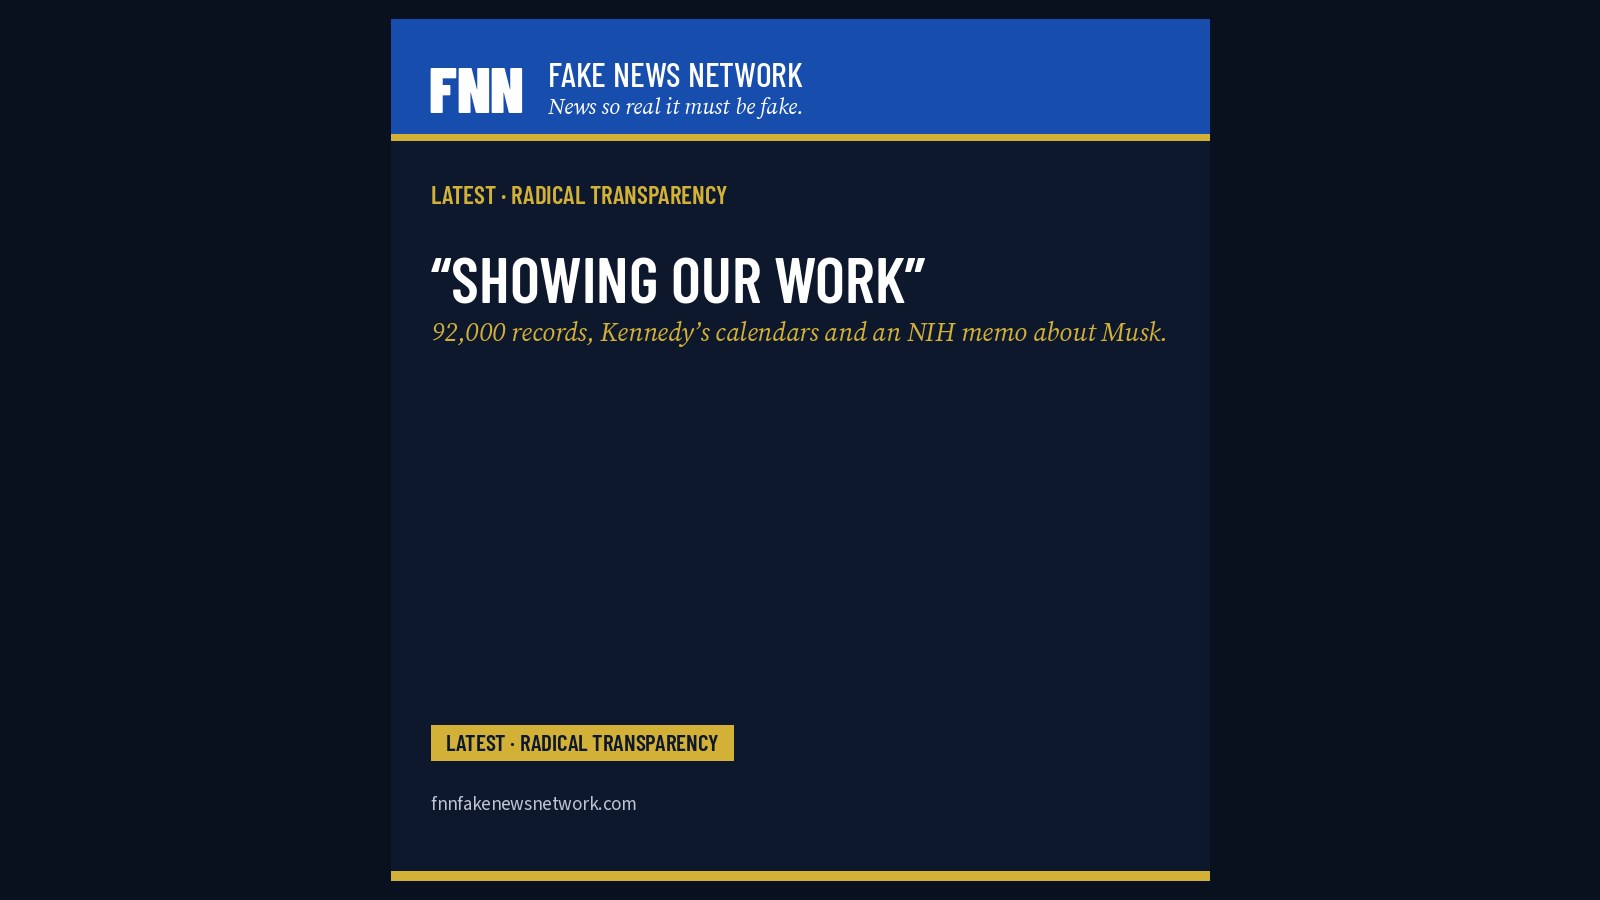 FNN
FAKE NEWS NETWORK
News so real it must be fake.
LATEST · RADICAL TRANSPARENCY
“SHOWING OUR WORK”
92,000 records, Kennedy’s calendars and an NIH memo about Musk.
LATEST · RADICAL TRANSPARENCY
fnnfakenewsnetwork.com